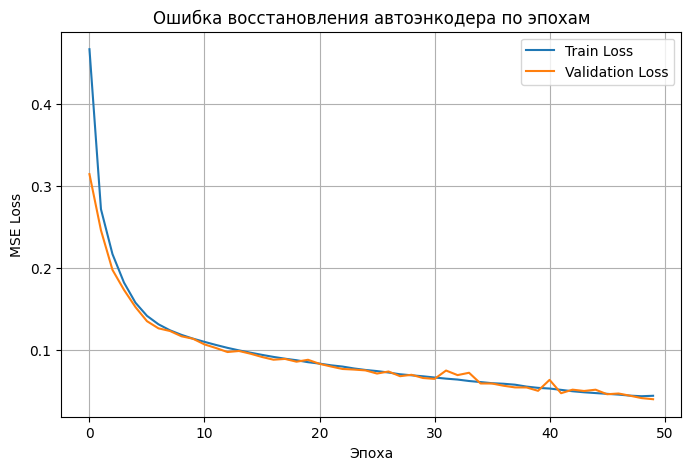 Ошибка восстановления автоэнкодера по эпохам
Train Loss
Validation Loss
MSE Loss
0.4
0.3
0.2
0.1
0 10 20 30 40 50
Эпоха